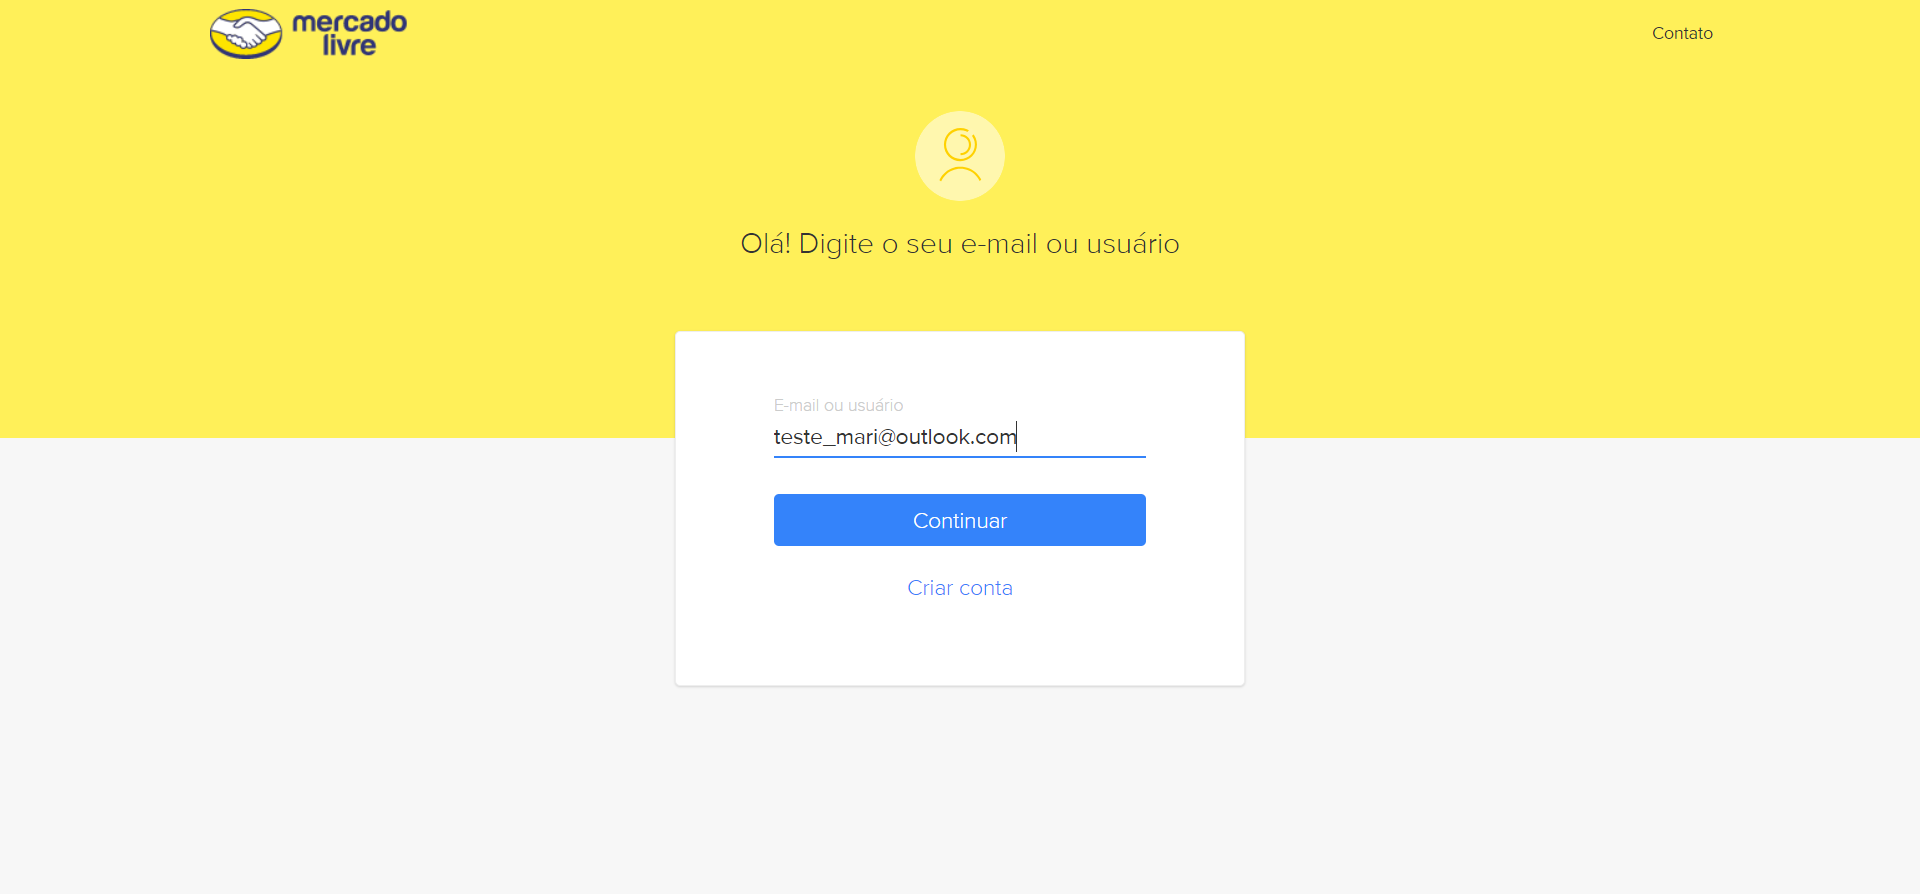 mercado
livre
Contato
Olá! Digite o seu e-mail ou usuário
E-mail ou usuário
teste_mari@outlook.com
Continuar
Criar conta